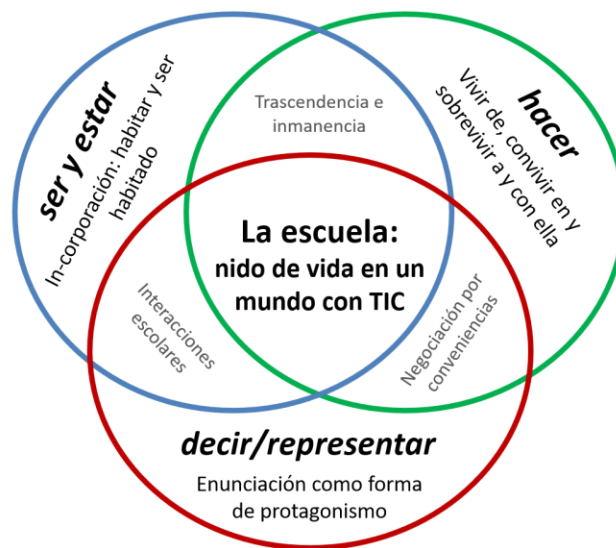 ser y estar
In-corporación: habitar y ser
habitado
Trascendencia e
inmanencia
hacer
Vivir de, convivir en y
sobrevivir a y con ella
La escuela:
nido de vida en un
mundo con TIC
Interacciones
escolares
Negociación por
conveniencias
decir/representar
Enunciación como forma
de protagonismo